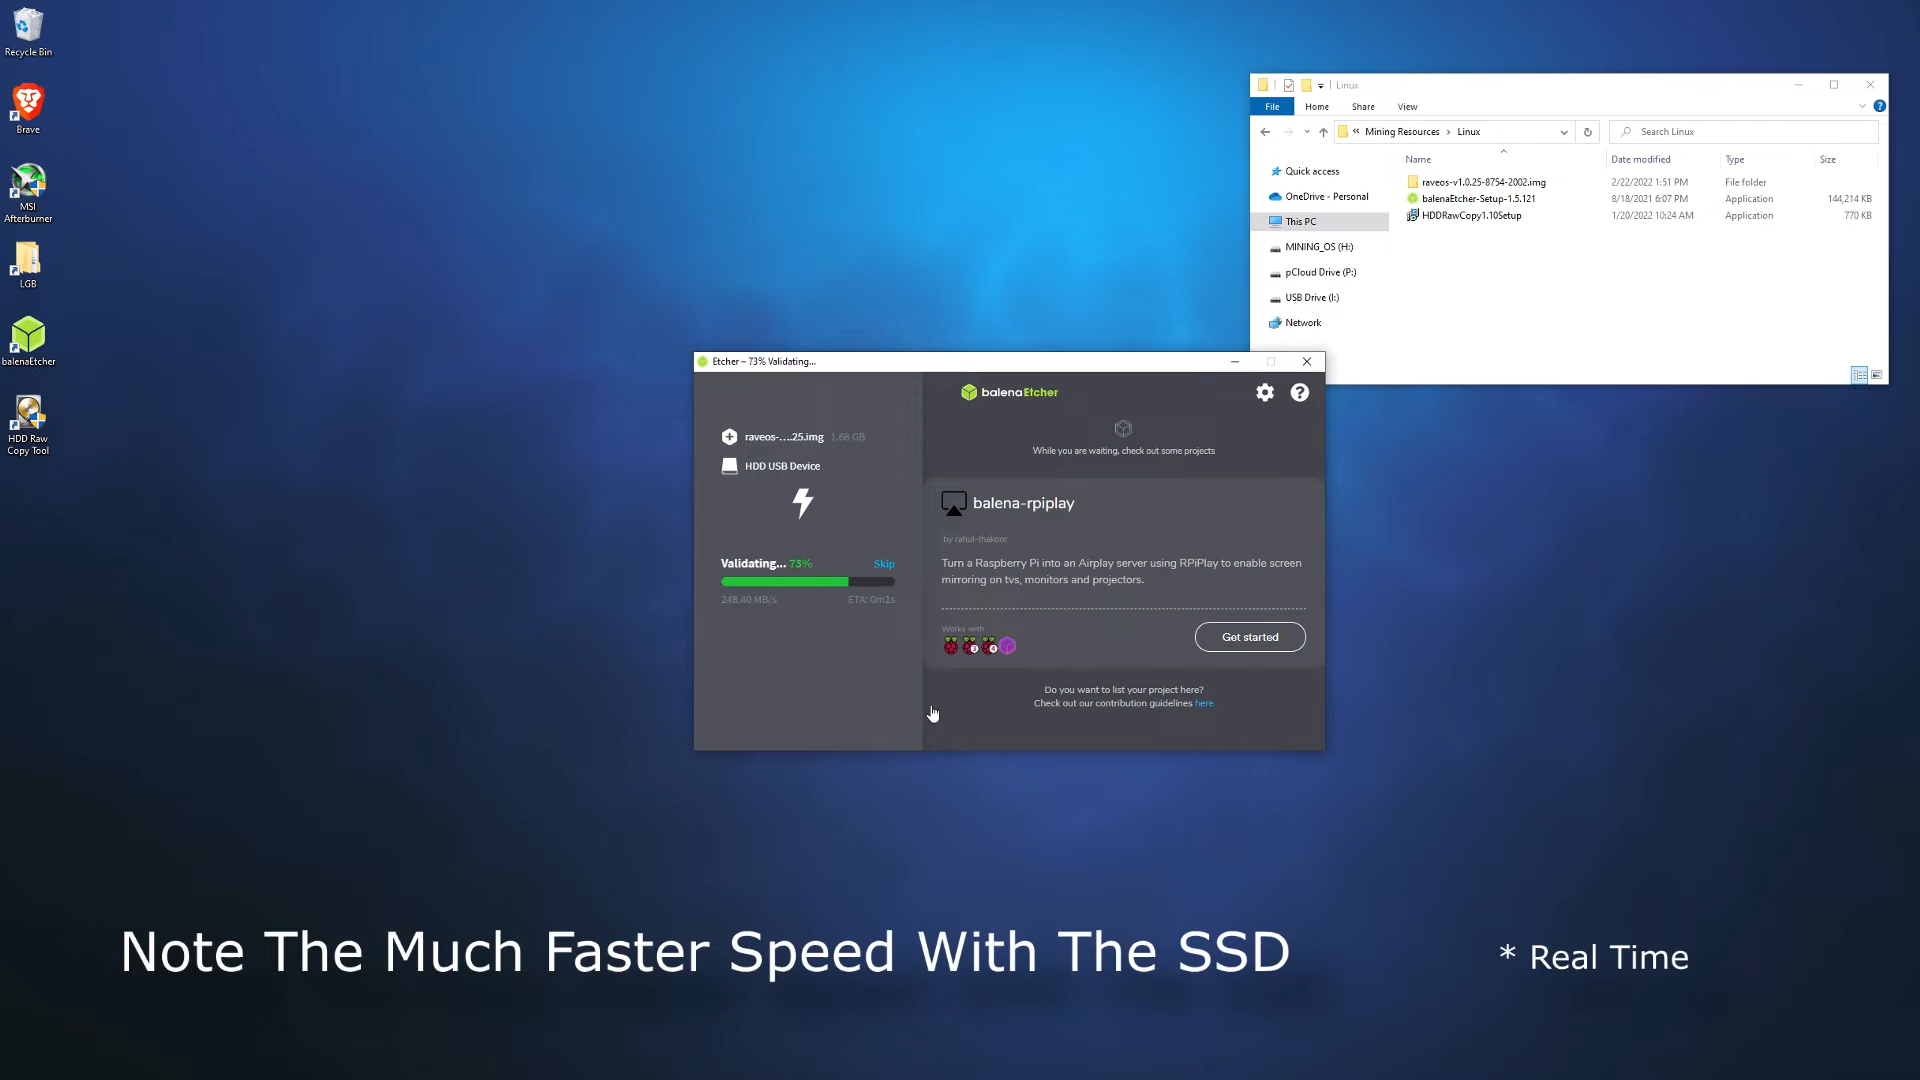 Recycle Bin
Brave
MSI
Afterburner
LGB
balenaEtcher
HDD Raw
Copy Tool
Linux
File Home Share View
« Mining Resources › Linux
Search Linux
Name Date modified Type Size
Quick access
OneDrive - Personal
This PC
MINING_OS (H:)
pCloud Drive (P:)
USB Drive (I:)
Network
raveos-v1.0.25-8754-2002.img 2/22/2022 1:51 PM File folder
balenaEtcher-Setup-1.5.121 8/18/2021 6:07 PM Application 144,214 KB
HDDRawCopy1.10Setup 1/20/2022 10:24 AM Application 770 KB
Etcher – 73% Validating...
balenaEtcher
raveos-....25.img 1.68 GB
HDD USB Device
Validating... 73% Skip
248.40 MB/s ETA: 0m2s
While you are waiting, check out some projects
balena-rpiplay
by rahul-thakoor
Turn a Raspberry Pi into an Airplay server using RPiPlay to enable screen
mirroring on tvs, monitors and projectors.
Works with
Get started
Do you want to list your project here?
Check out our contribution guidelines here
Note The Much Faster Speed With The SSD
* Real Time